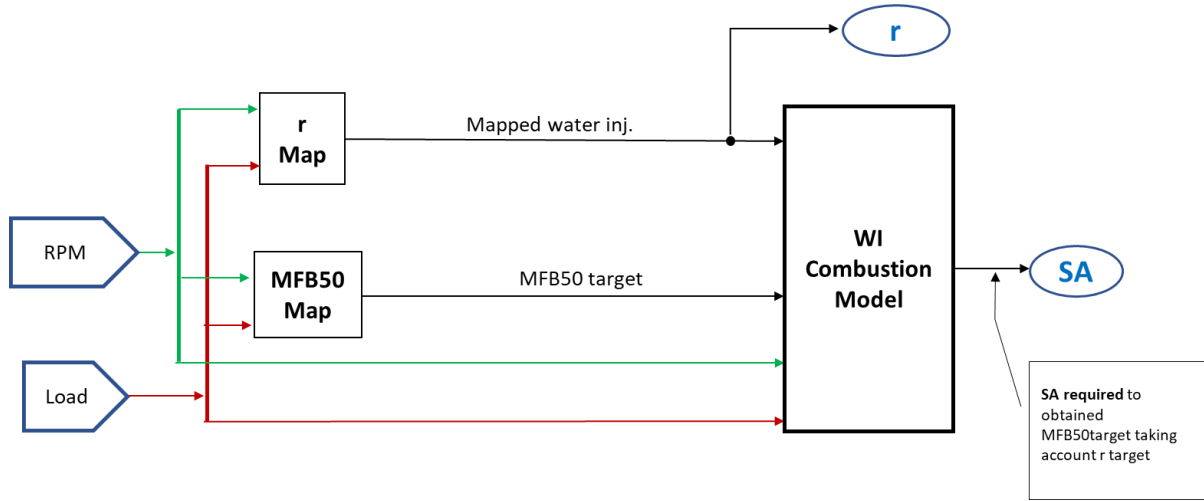 r
r
Map
Mapped water inj.
RPM
MFB50
Map
MFB50 target
WI
Combustion
Model
SA
Load
SA required to
obtained
MFB50target taking
account r target